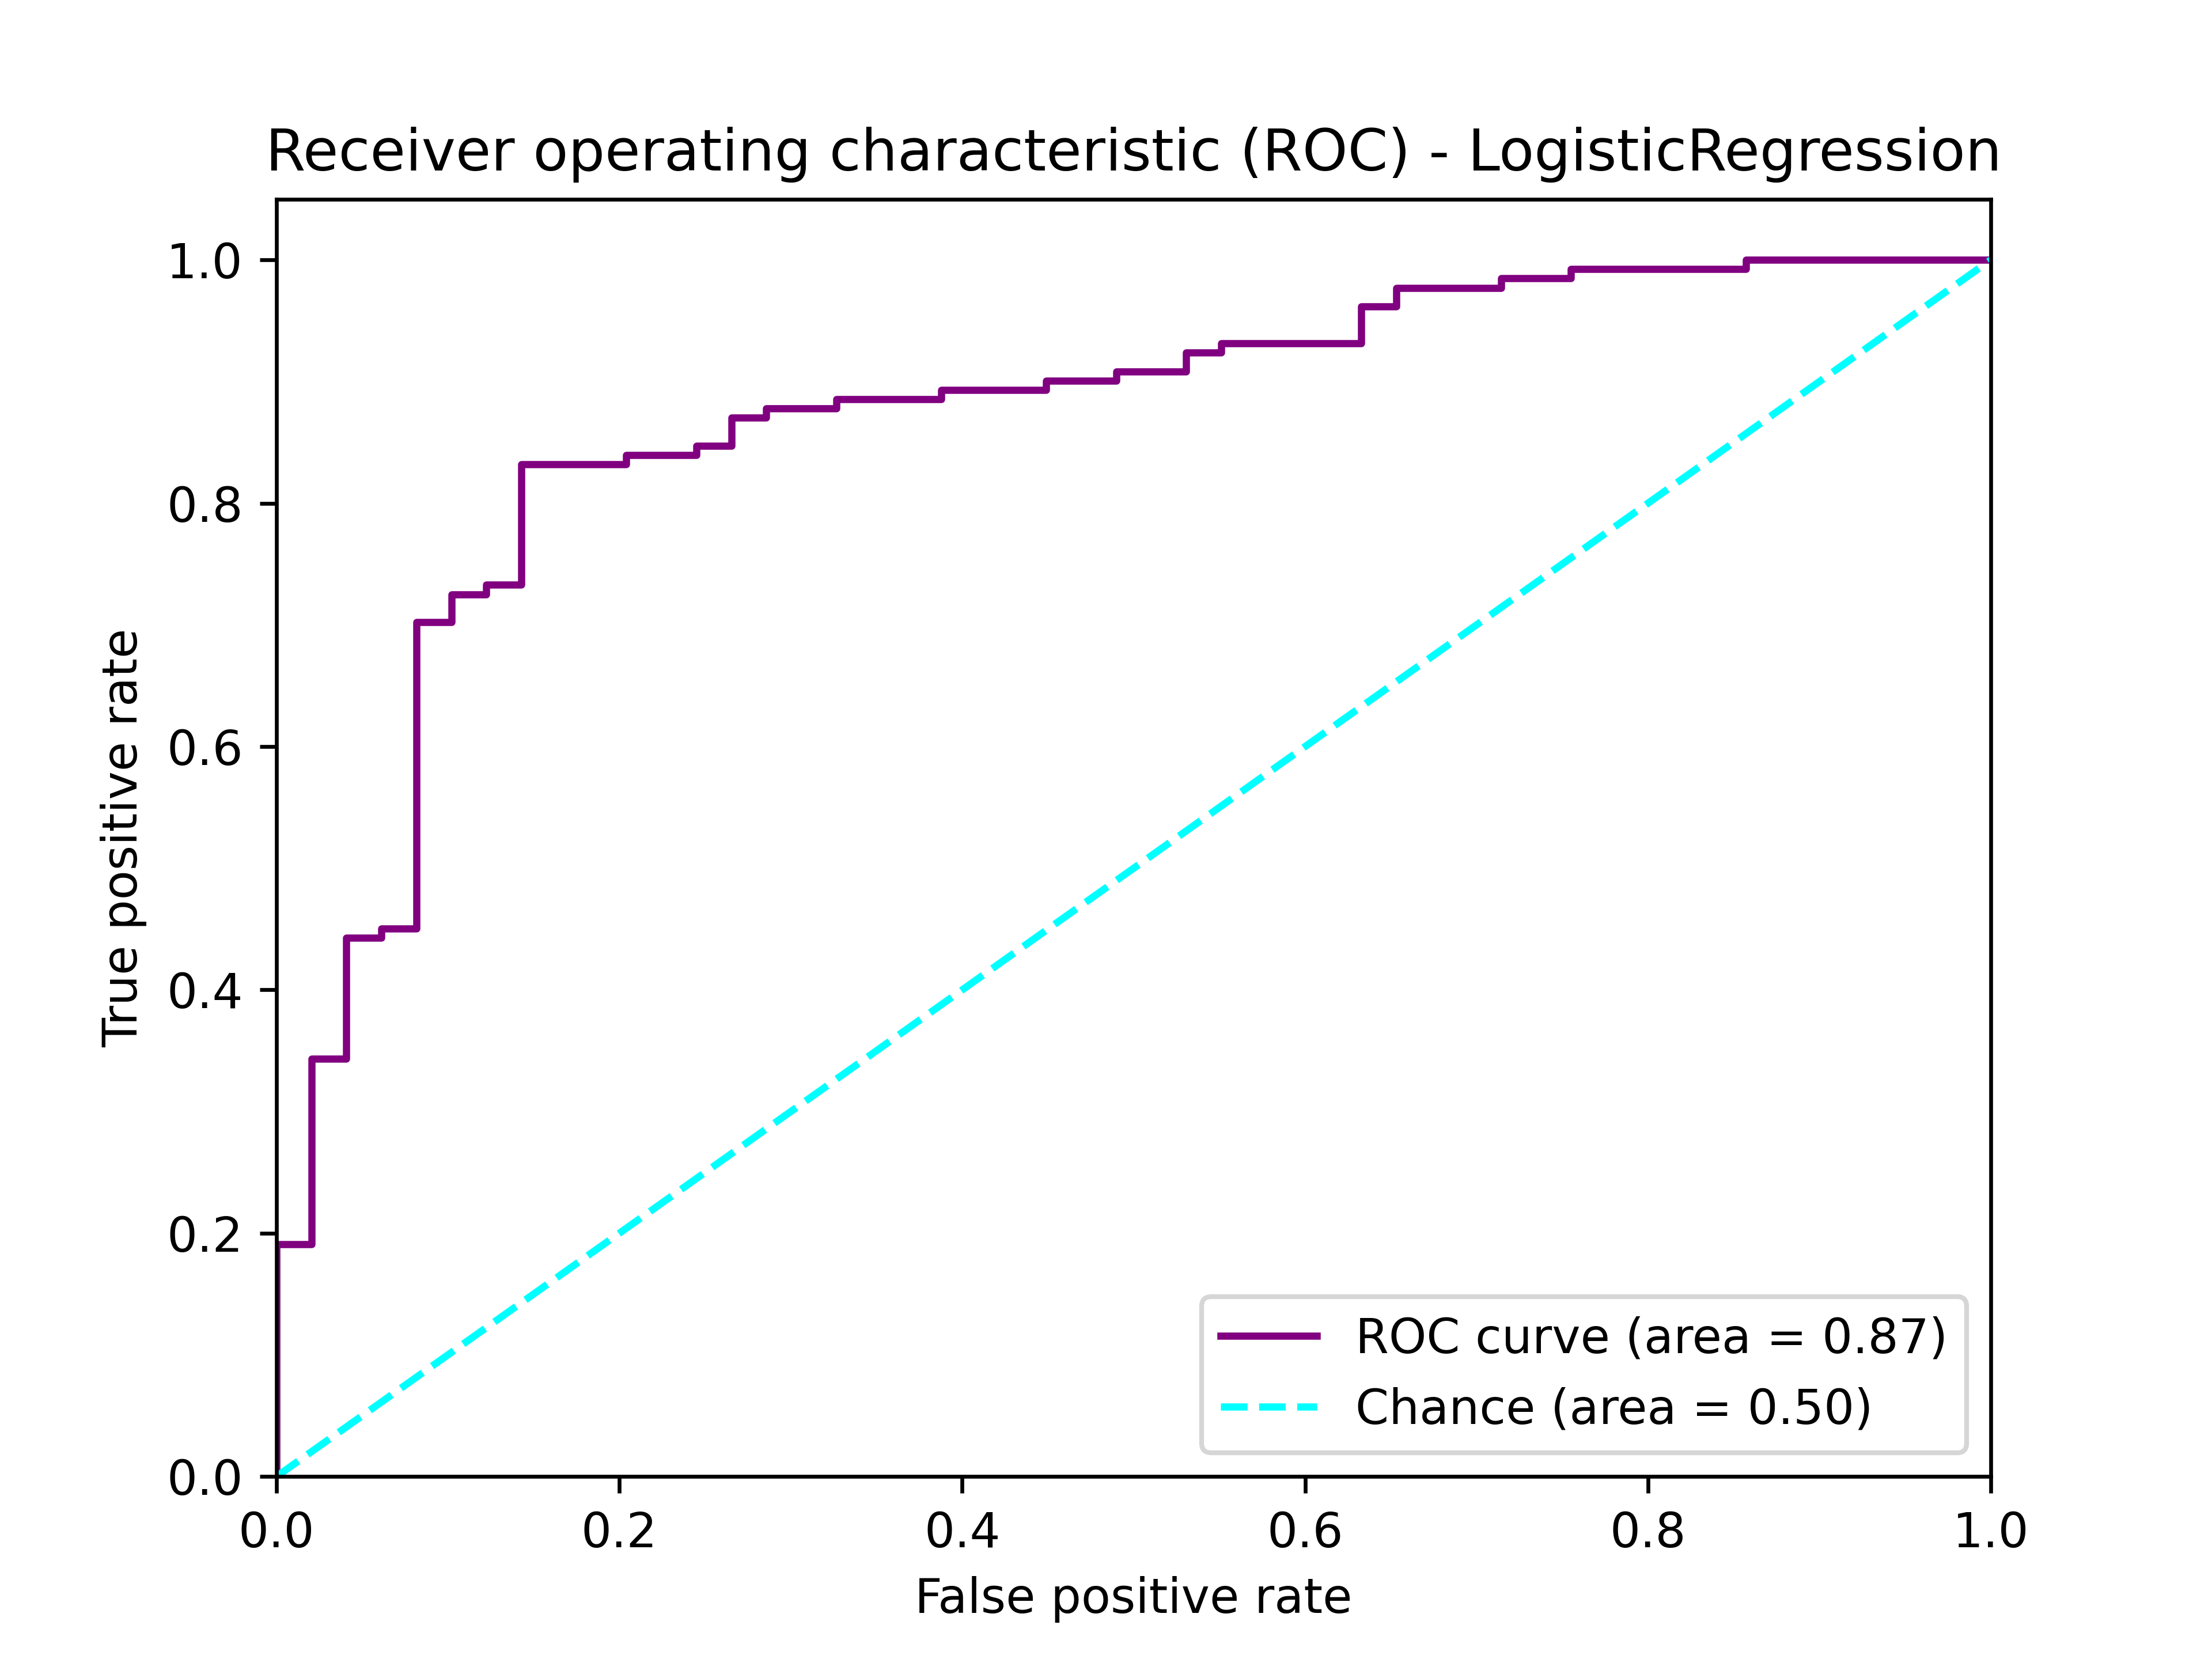 Receiver operating characteristic (ROC) - LogisticRegression
1.0
0.8
0.6
0.4
0.2
0.0
True positive rate
0.0 0.2 0.4 0.6 0.8 1.0
False positive rate
ROC curve (area = 0.87)
Chance (area = 0.50)